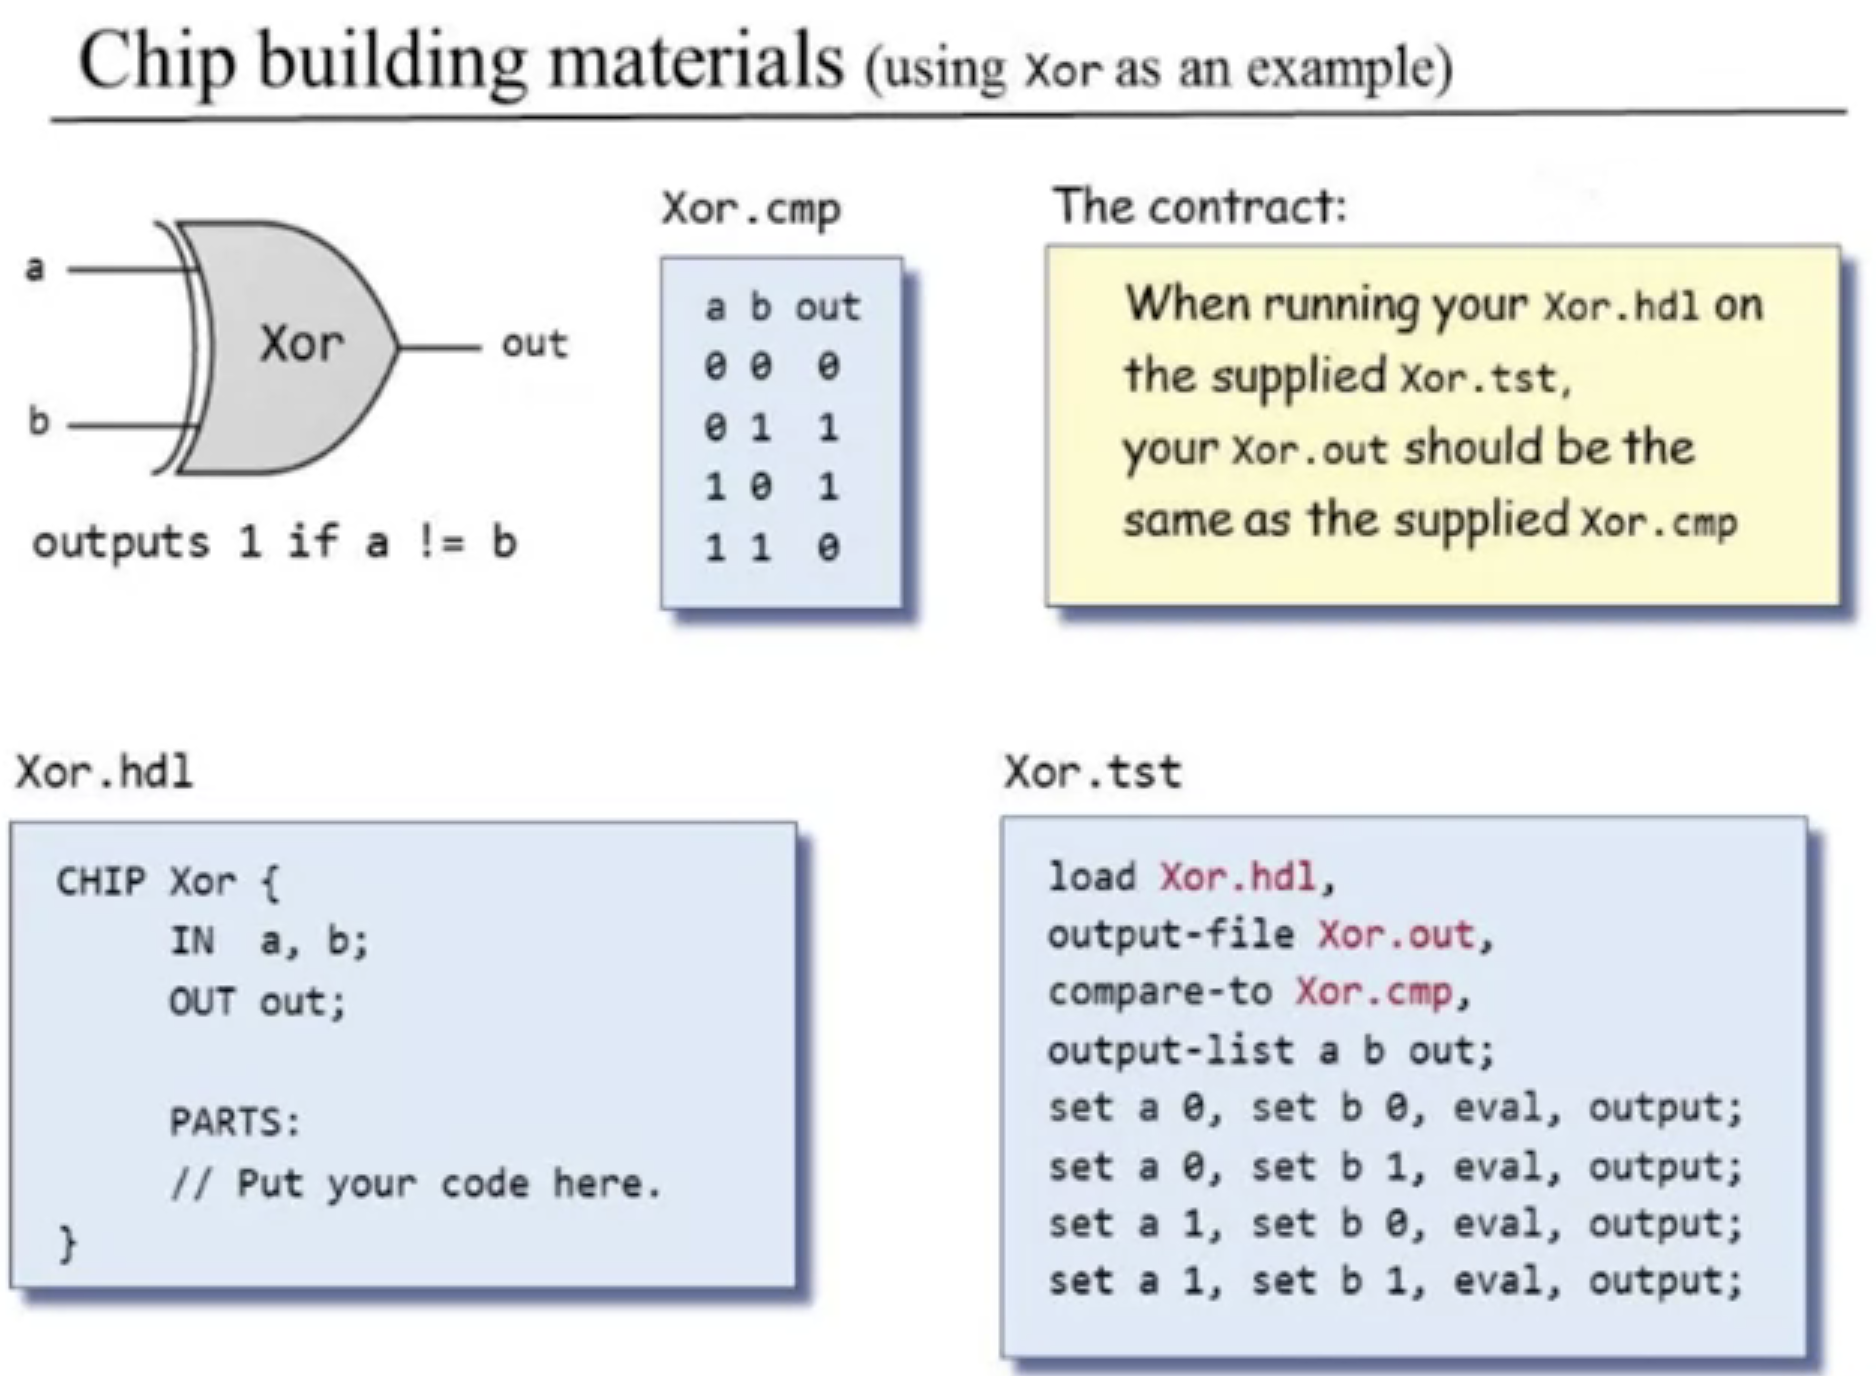 Chip building materials (using Xor as an example)
a
Xor
out
b
outputs 1 if a != b
Xor.cmp
a b out
0 0 0
0 1 1
1 0 1
1 1 0
The contract:
When running your Xor.hdl on
the supplied Xor.tst,
your Xor.out should be the
same as the supplied Xor.cmp
Xor.hdl
CHIP Xor {
IN a, b;
OUT out;
PARTS:
// Put your code here.
}
Xor.tst
load Xor.hdl,
output-file Xor.out,
compare-to Xor.cmp,
output-list a b out;
set a 0, set b 0, eval, output;
set a 0, set b 1, eval, output;
set a 1, set b 0, eval, output;
set a 1, set b 1, eval, output;